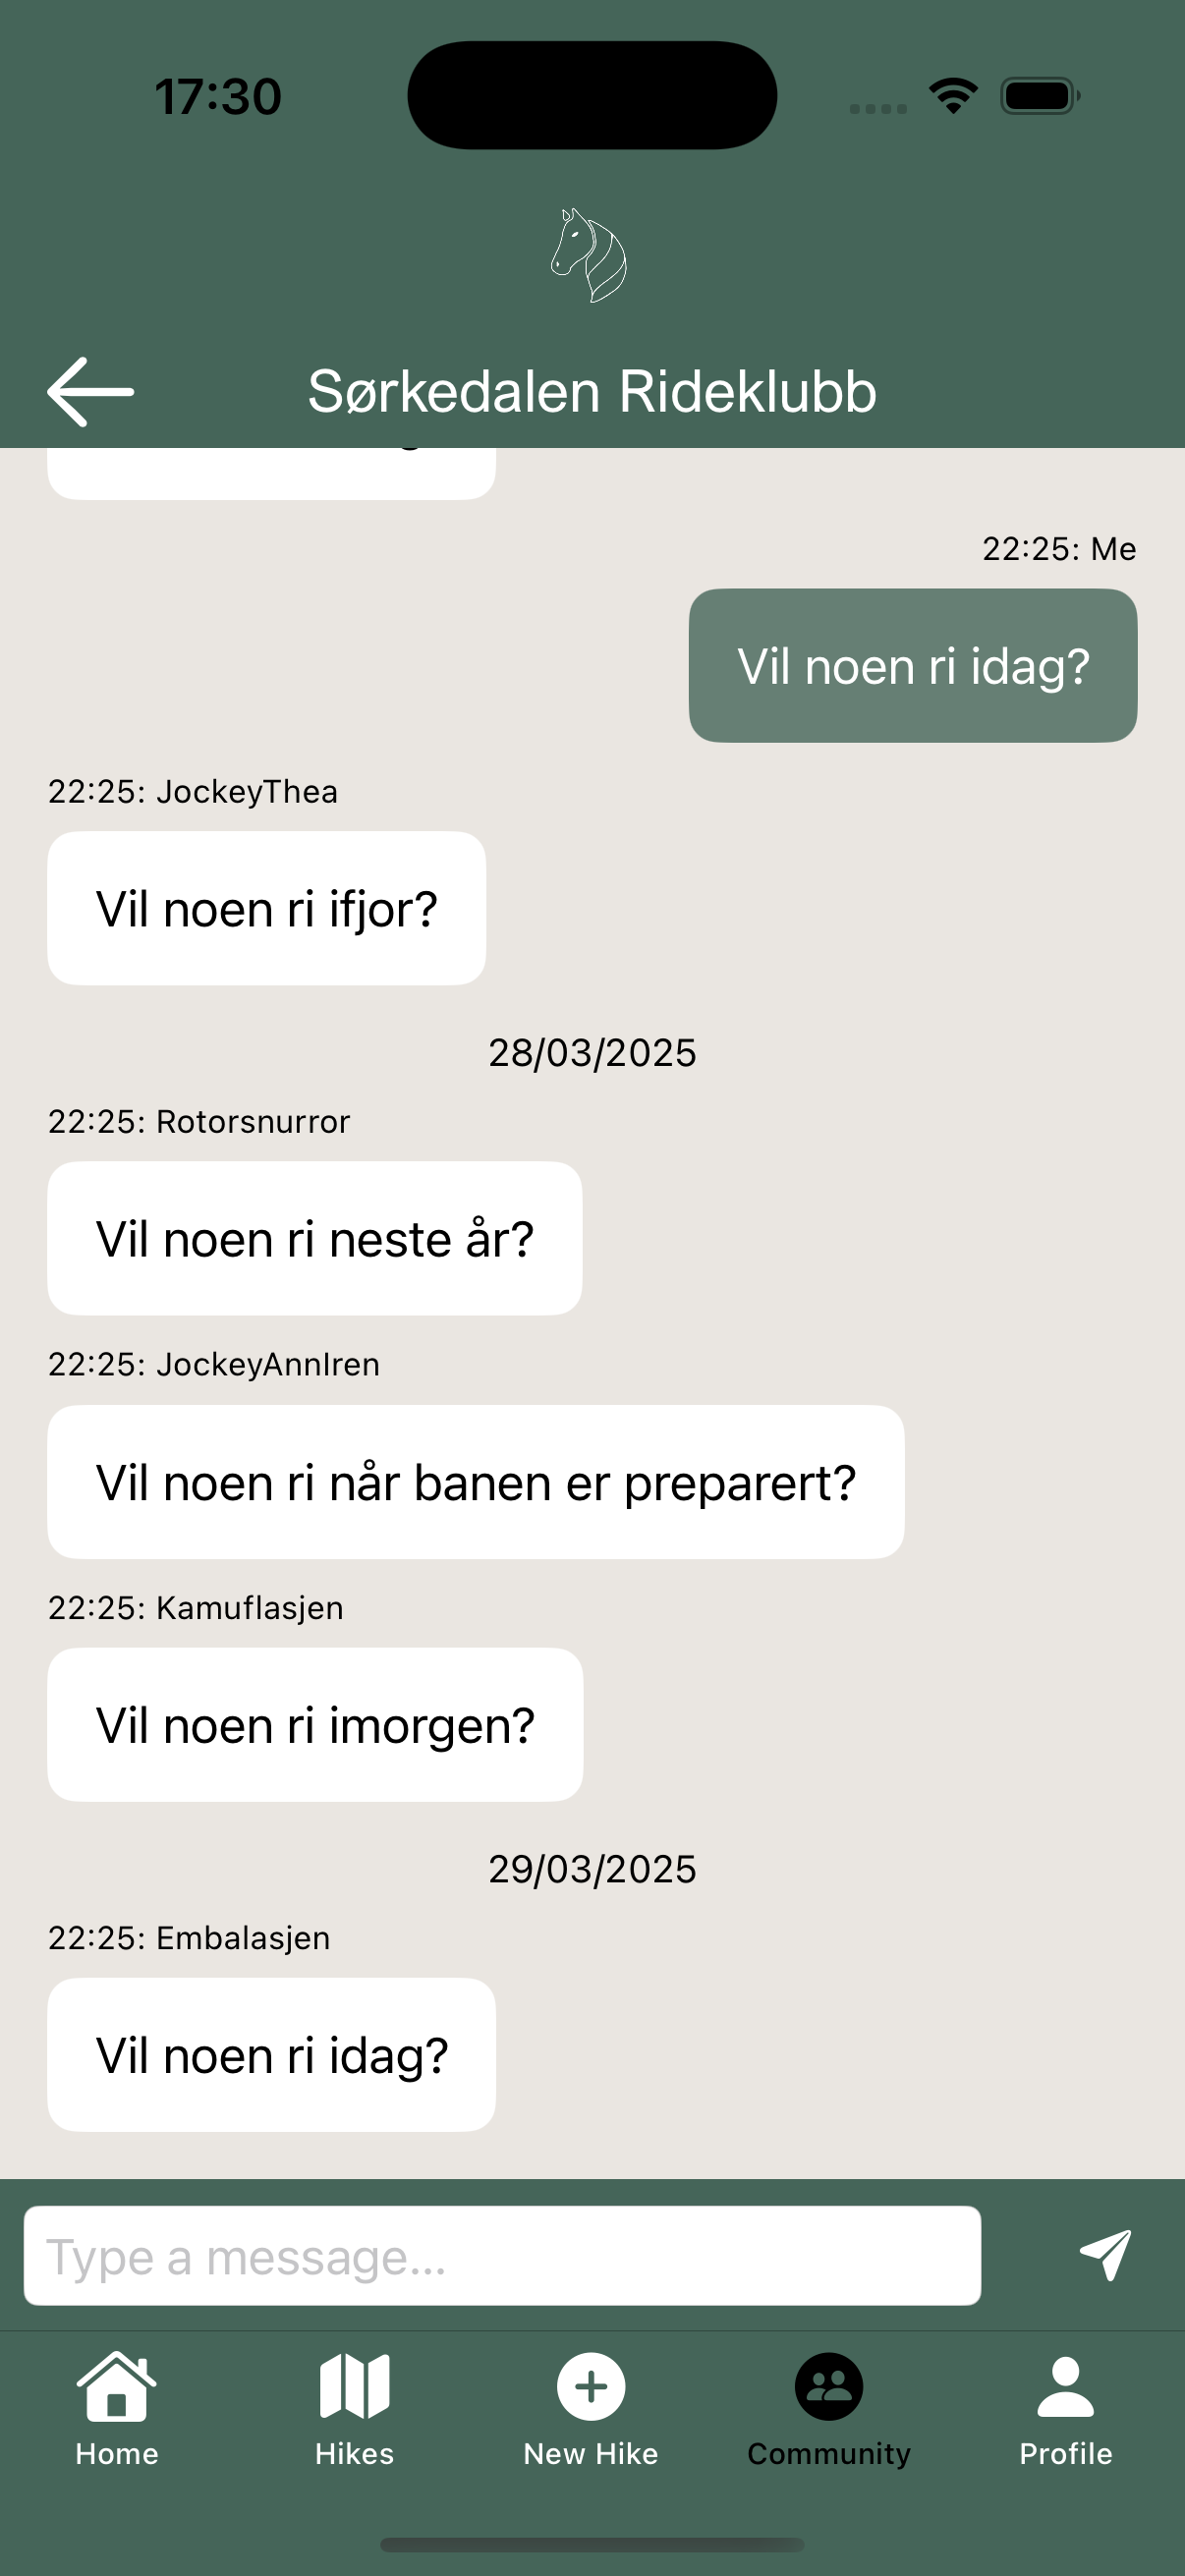 17:30
Sørkedalen Rideklubb
22:25: Me
Vil noen ri idag?
22:25: JockeyThea
Vil noen ri ifjor?
28/03/2025
22:25: Rotorsnurror
Vil noen ri neste år?
22:25: JockeyAnnIren
Vil noen ri når banen er preparert?
22:25: Kamuflasjen
Vil noen ri imorgen?
29/03/2025
22:25: Embalasjen
Vil noen ri idag?
Type a message...
Home
Hikes
New Hike
Community
Profile